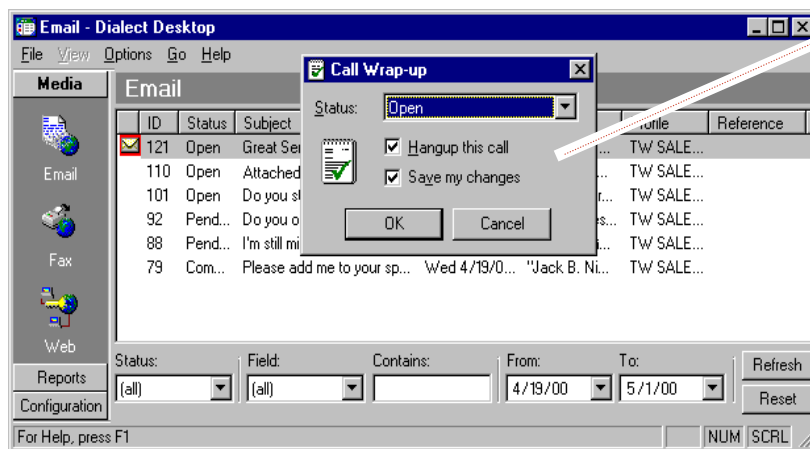 Email - Dialect Desktop
File View Options Go Help
Media
Email
Fax
Web
Reports
Configuration
Email
ID Status Subject Reference
121 Open Great TW SALE...
110 Open Attached TW SALE...
101 Open Do you TW SALE...
92 Pend... Do you TW SALE...
88 Pend... I'm still TW SALE...
79 Com... Please add me to your sp... Wed 4/19/0... "Jack B. Ni... TW SALE...
Call Wrap-up
Status: Open
Hangup this call
Save my changes
OK Cancel
Status: Field: Contains: From: To:
(all) (all) 4/19/00 5/1/00
Refresh
Reset
For Help, press F1 NUM SCRL